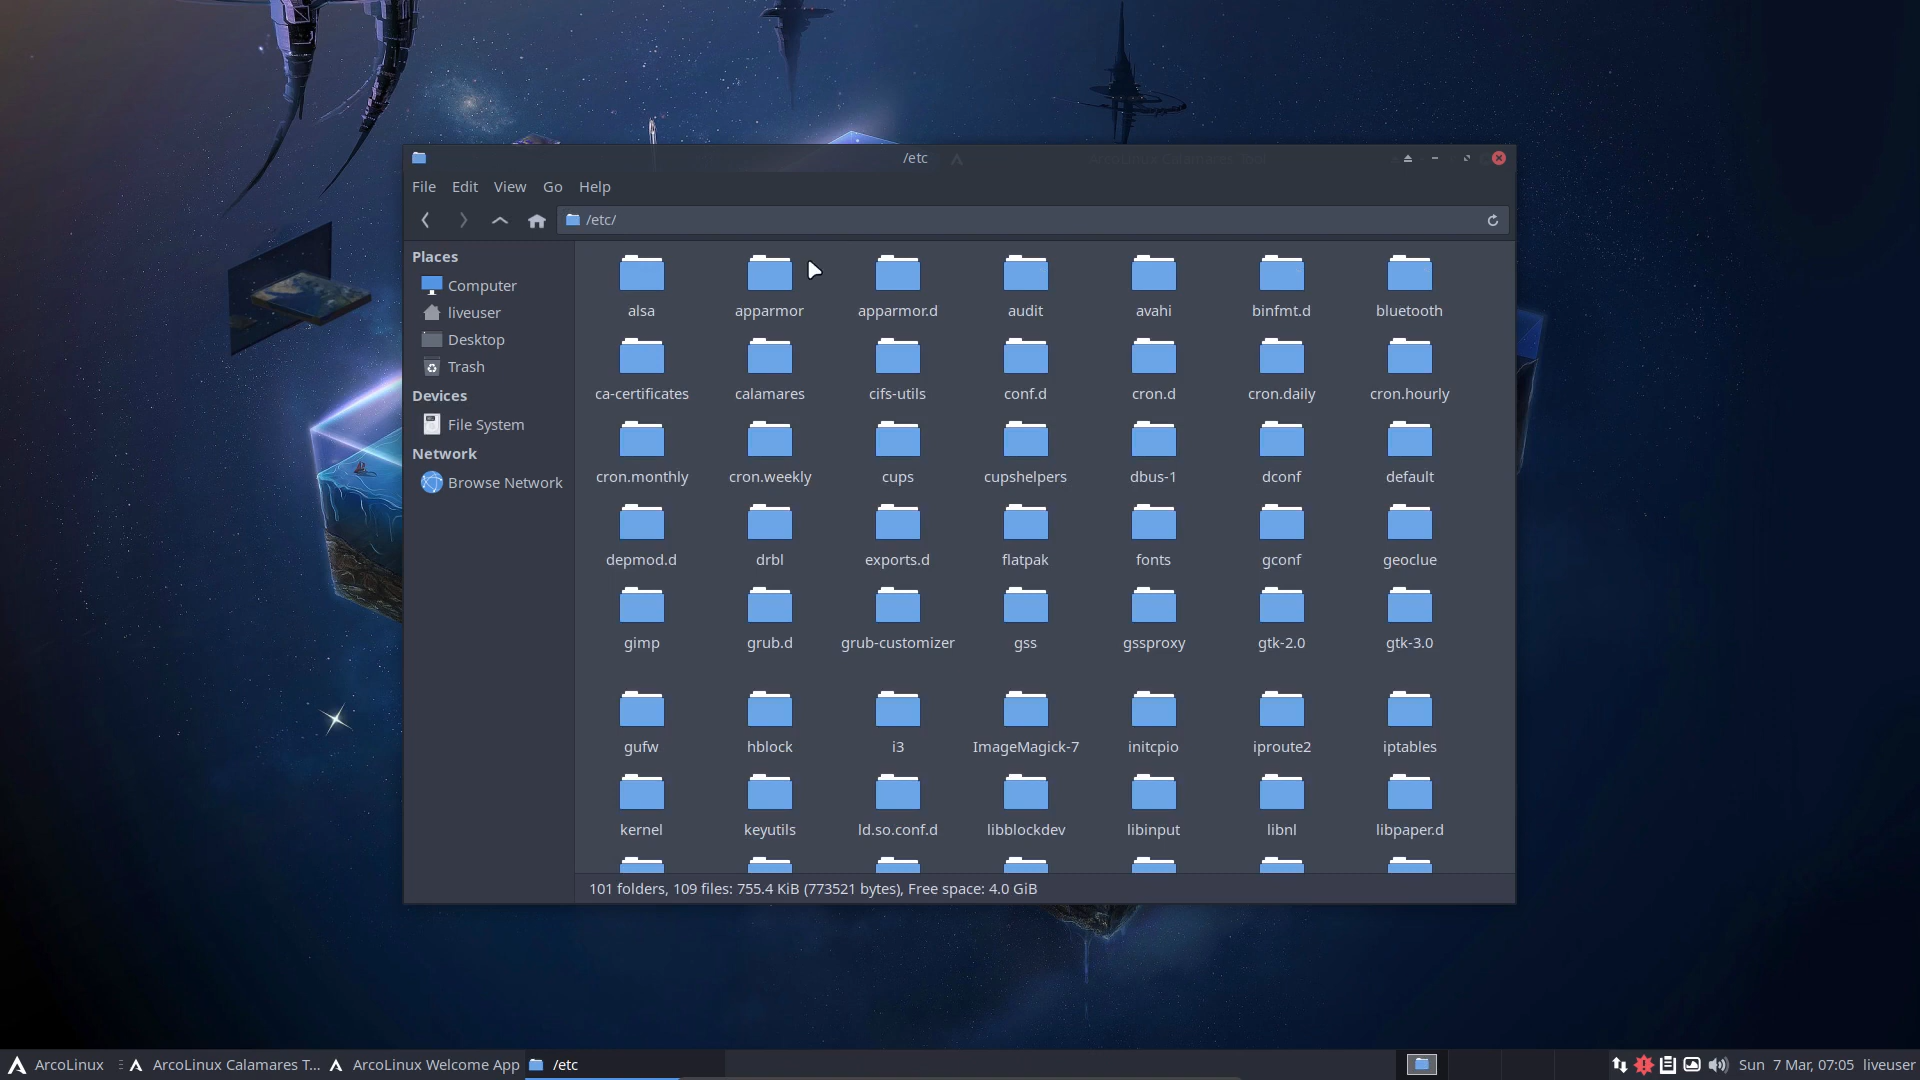 /etc
File Edit View Go Help
/etc/
Places
Computer
liveuser
Desktop
Trash
Devices
File System
Network
Browse Network
alsa apparmor apparmor.d audit avahi binfmt.d bluetooth
ca-certificates calamares cifs-utils conf.d cron.d cron.daily cron.hourly
cron.monthly cron.weekly cups cupshelpers dbus-1 dconf default
depmod.d drbl exports.d flatpak fonts gconf geoclue
gimp grub.d grub-customizer gss gssproxy gtk-2.0 gtk-3.0
gufw hblock i3 ImageMagick-7 initcpio iproute2 iptables
kernel keyutils ld.so.conf.d libblockdev libinput libnl libpaper.d
101 folders, 109 files: 755.4 KiB (773521 bytes), Free space: 4.0 GiB
ArcoLinux ArcoLinux Calamares T... ArcoLinux Welcome App /etc Sun 7 Mar, 07:05 liveuser